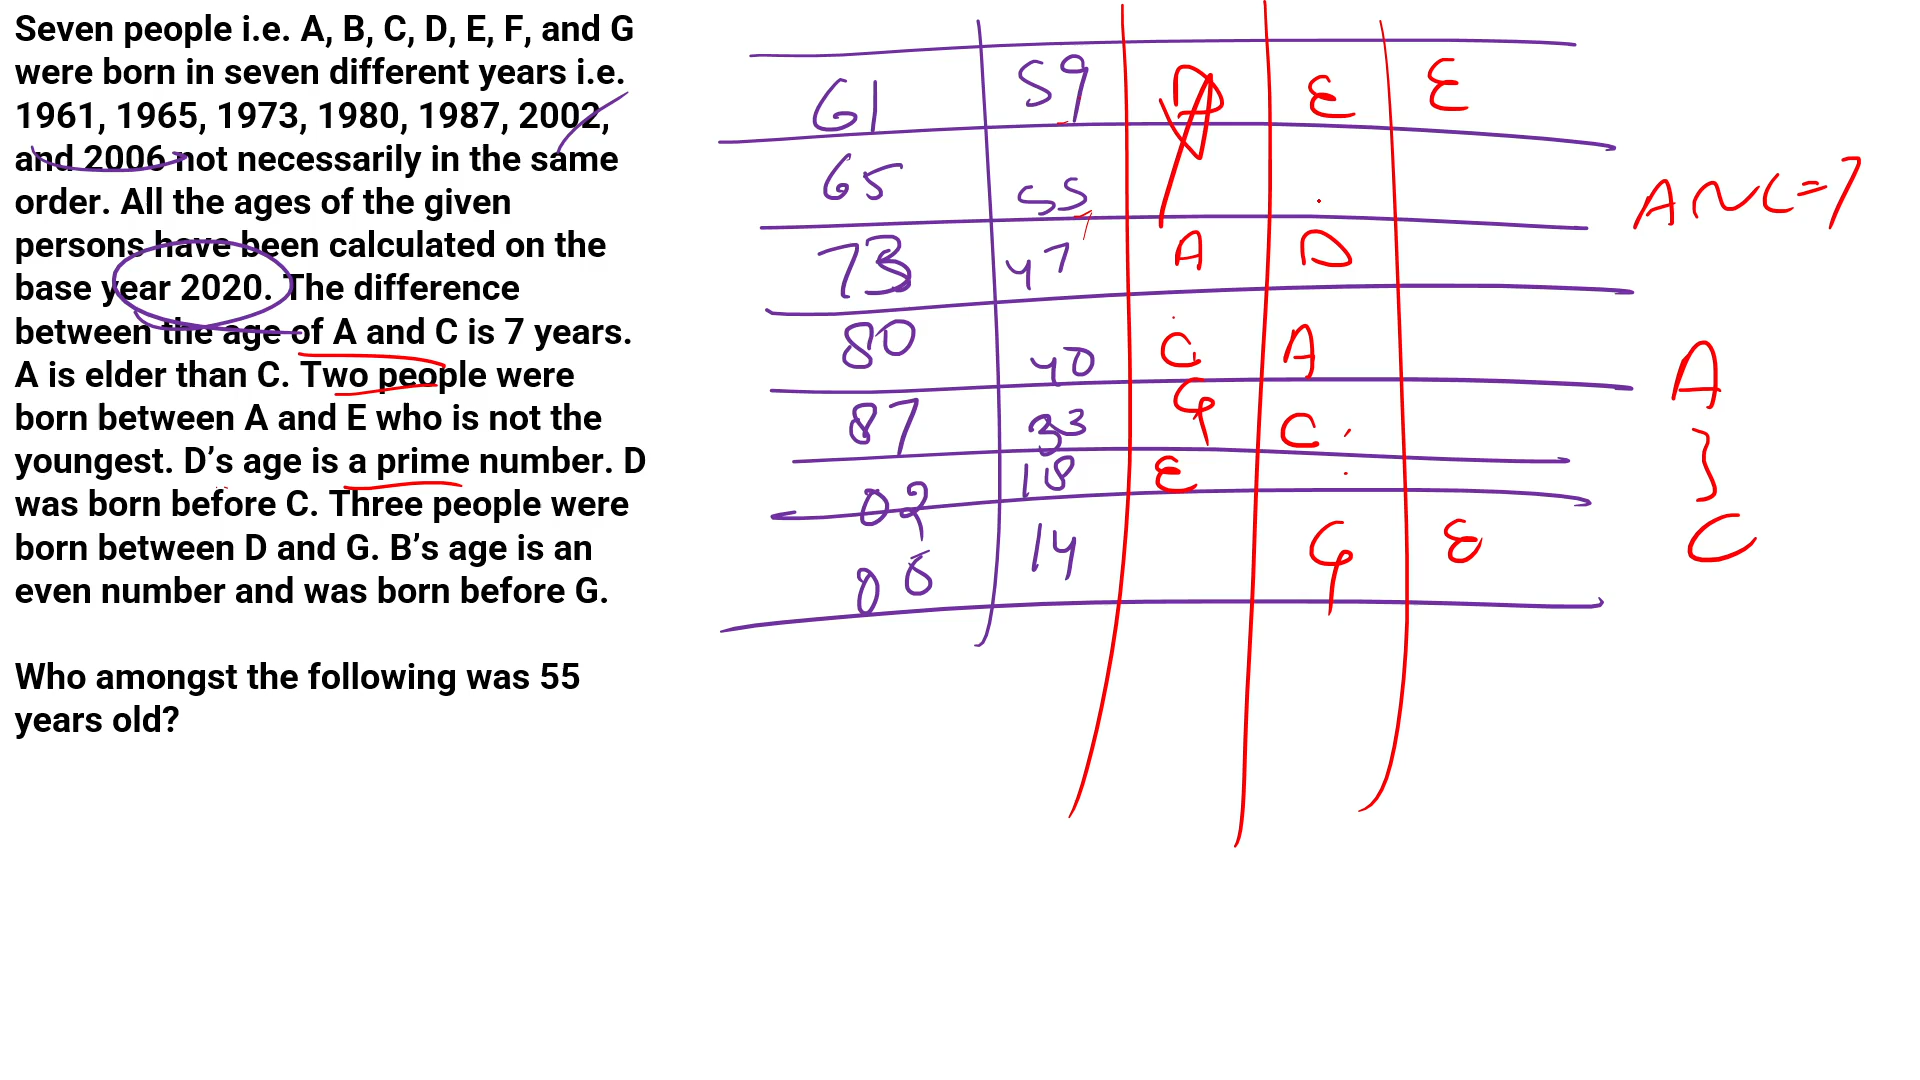 Seven people i.e. A, B, C, D, E, F, and G
were born in seven different years i.e.
1961, 1965, 1973, 1980, 1987, 2002,
and 2006 not necessarily in the same
order. All the ages of the given
persons have been calculated on the
base year 2020. The difference
between the age of A and C is 7 years.
A is elder than C. Two people were
born between A and E who is not the
youngest. D’s age is a prime number. D
was born before C. Three people were
born between D and G. B’s age is an
even number and was born before G.
Who amongst the following was 55
years old?
61 59 E E
65 55
73 47 A D
80 40 C A
87 33 G C
02 18 E
06 14 G E
A ~ C = 7
A
}
C